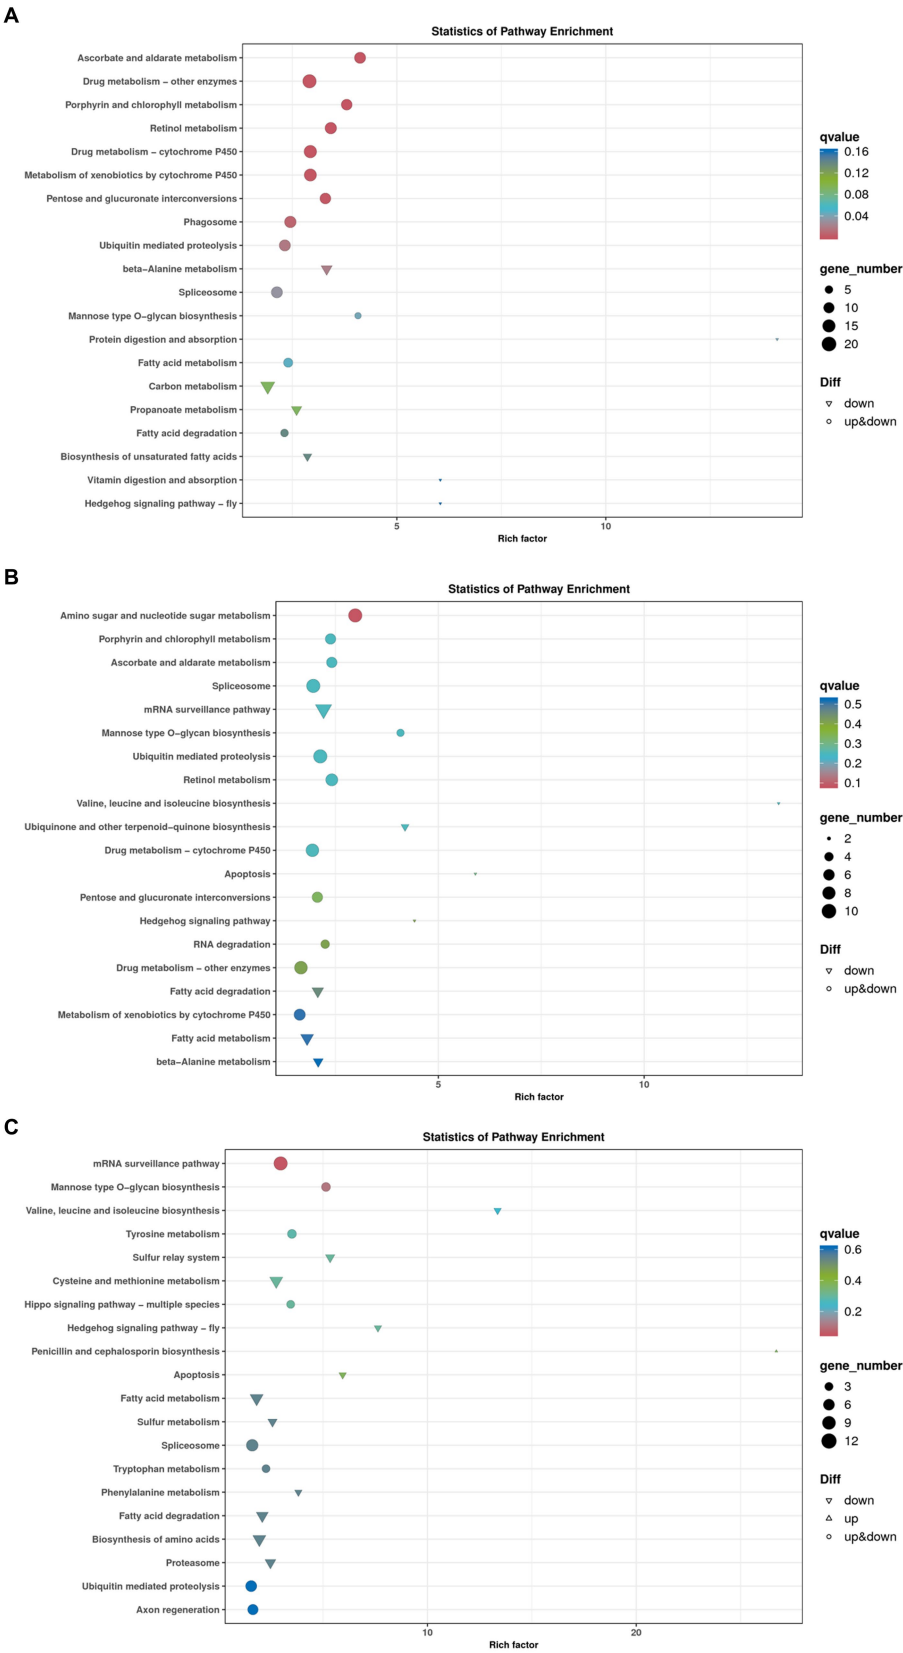 A
Statistics of Pathway Enrichment
Ascorbate and aldarate metabolism
Drug metabolism − other enzymes
Porphyrin and chlorophyll metabolism
Retinol metabolism
Drug metabolism − cytochrome P450
Metabolism of xenobiotics by cytochrome P450
Pentose and glucuronate interconversions
Phagosome
Ubiquitin mediated proteolysis
beta−Alanine metabolism
Spliceosome
Mannose type O−glycan biosynthesis
Protein digestion and absorption
Fatty acid metabolism
Carbon metabolism
Propanoate metabolism
Fatty acid degradation
Biosynthesis of unsaturated fatty acids
Vitamin digestion and absorption
Hedgehog signaling pathway − fly
5
10
Rich factor
qvalue
0.16
0.12
0.08
0.04
gene_number
5
10
15
20
Diff
down
up&down
B
Statistics of Pathway Enrichment
Amino sugar and nucleotide sugar metabolism
Porphyrin and chlorophyll metabolism
Ascorbate and aldarate metabolism
Spliceosome
mRNA surveillance pathway
Mannose type O−glycan biosynthesis
Ubiquitin mediated proteolysis
Retinol metabolism
Valine, leucine and isoleucine biosynthesis
Ubiquinone and other terpenoid−quinone biosynthesis
Drug metabolism − cytochrome P450
Apoptosis
Pentose and glucuronate interconversions
Hedgehog signaling pathway
RNA degradation
Drug metabolism − other enzymes
Fatty acid degradation
Metabolism of xenobiotics by cytochrome P450
Fatty acid metabolism
beta−Alanine metabolism
5
10
Rich factor
qvalue
0.5
0.4
0.3
0.2
0.1
gene_number
2
4
6
8
10
Diff
down
up&down
C
Statistics of Pathway Enrichment
mRNA surveillance pathway
Mannose type O−glycan biosynthesis
Valine, leucine and isoleucine biosynthesis
Tyrosine metabolism
Sulfur relay system
Cysteine and methionine metabolism
Hippo signaling pathway − multiple species
Hedgehog signaling pathway − fly
Penicillin and cephalosporin biosynthesis
Apoptosis
Fatty acid metabolism
Sulfur metabolism
Spliceosome
Tryptophan metabolism
Phenylalanine metabolism
Fatty acid degradation
Biosynthesis of amino acids
Proteasome
Ubiquitin mediated proteolysis
Axon regeneration
10
20
Rich factor
qvalue
0.6
0.4
0.2
gene_number
3
6
9
12
Diff
down
up
up&down